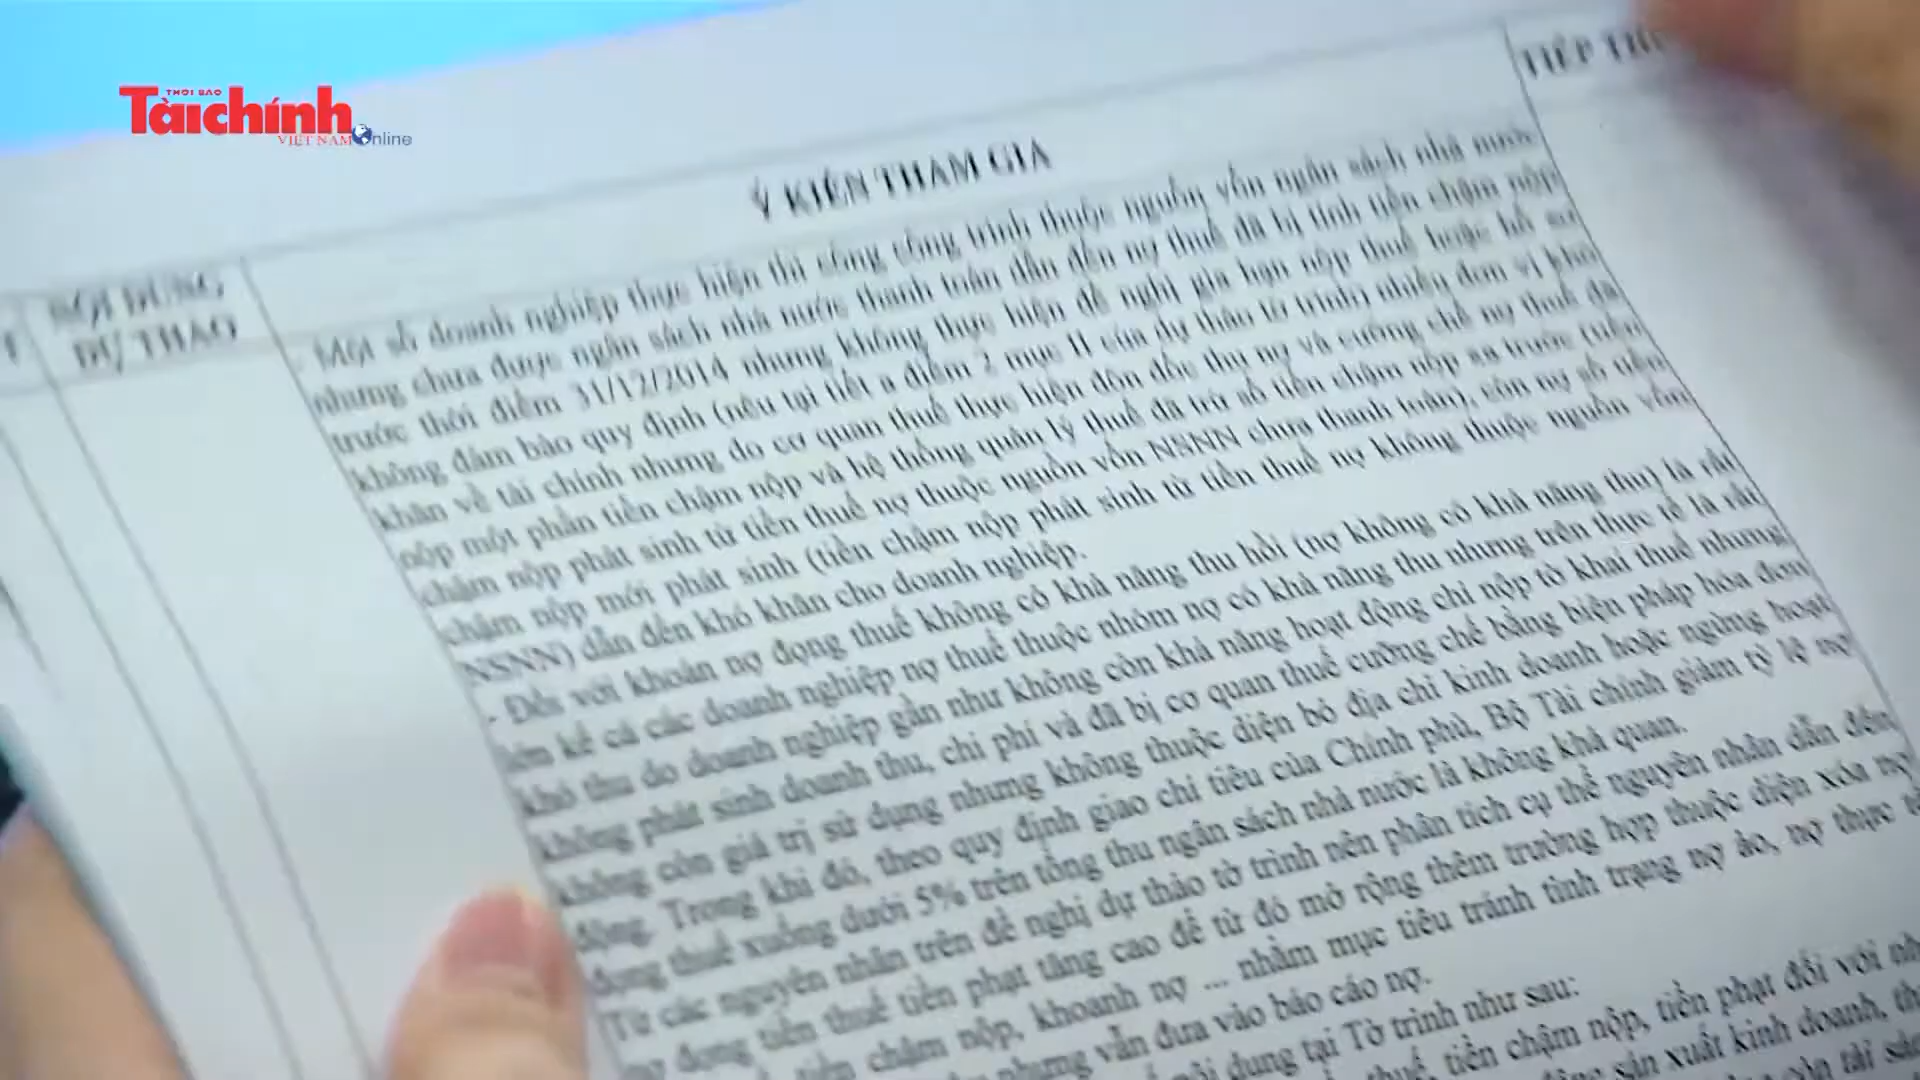 THỜI BÁO
Tàichính
VIỆT NAM Online
TIẾP THU
Ý KIẾN THAM GIA
NỘI DUNG
DỰ THẢO
- Một số doanh nghiệp thực hiện thi công công trình thuộc nguồn vốn ngân sách nhà nước
nhưng chưa được ngân sách nhà nước thanh toán dẫn đến nợ thuế đã bị tính tiền chậm nộp
trước thời điểm 31/12/2014 nhưng không thực hiện đề nghị gia hạn nộp thuế hoặc hồ sơ
không đảm bảo quy định (nêu tại tiết a điểm 2 mục II của dự thảo tờ trình) nhiều đơn vị khó
khăn về tài chính nhưng do cơ quan thuế thực hiện đôn đốc thu nợ và cưỡng chế nợ thuế đã
nộp một phần tiền chậm nộp và hệ thống quản lý thuế đã trừ số tiền chậm nộp sa trước (tiền
chậm nộp phát sinh từ tiền thuế nợ thuộc nguồn vốn NSNN chưa thanh toán), còn nợ số tiền
chậm nộp mới phát sinh (tiền chậm nộp phát sinh từ tiền thuế nợ không thuộc nguồn vốn
NSNN) dẫn đến khó khăn cho doanh nghiệp.
- Đối với khoản nợ đọng thuế không có khả năng thu hồi (nợ không có khả năng thu) là rất
lớn kể cả các doanh nghiệp nợ thuế thuộc nhóm nợ có khả năng thu nhưng trên thực tế là rất
khó thu do doanh nghiệp gần như không còn khả năng hoạt động chỉ nộp tờ khai thuế nhưng
không phát sinh doanh thu, chi phí và đã bị cơ quan thuế cưỡng chế bằng biện pháp hóa đơn
không còn giá trị sử dụng nhưng không thuộc diện bỏ địa chỉ kinh doanh hoặc ngừng hoạt
động. Trong khi đó, theo quy định giao chỉ tiêu của Chính phủ, Bộ Tài chính giảm tỷ lệ nợ
đọng thuế xuống dưới 5% trên tổng thu ngân sách nhà nước là không khả quan.
Từ các nguyên nhân trên đề nghị dự thảo tờ trình nên phân tích cụ thể nguyên nhân dẫn đến
nợ đọng tiền thuế tiền phạt tăng cao để từ đó mở rộng thêm trường hợp thuộc diện xóa nợ
tiền chậm nộp, khoanh nợ ... nhằm mục tiêu tránh tình trạng nợ ảo, nợ thực
nhưng vẫn đưa vào báo cáo nợ.
nội dung tại Tờ trình như sau:
thuế, tiền chậm nộp, tiền phạt đối với
sản xuất kinh doanh,
còn tài sản